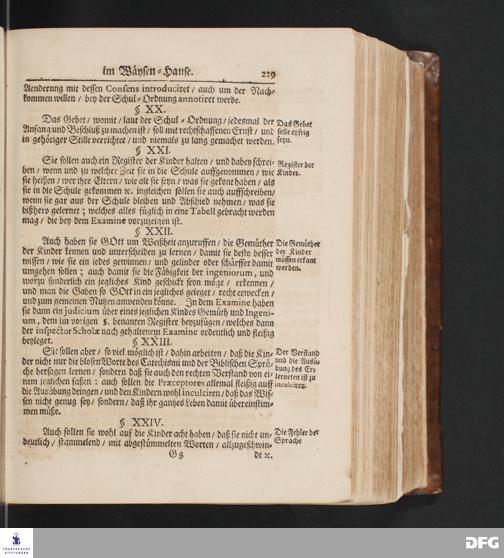 im Wäysen-Hause. 229
Aenderung mit dessen Consens introduciret / auch um der Nach-
kommen willen / bey der Schul-Ordnung annotiret werde.
§ XX.
Das Gebet / womit / laut der Schul-Ordnung / jedesmal der
Anfang und Beschluß zu machen ist / soll mit rechtschaffenen Ernst / und
in gehöriger Stille verrichtet / und niemals zu lang gemacht werden.
Das Gebet
solle eyfrig
seyn.
§ XXI.
Sie sollen auch ein Register der Kinder halten / und dabey schrei-
ben / wenn und zu welcher Zeit sie in die Schule auffgenommen / wie
sie heissen / wer ihre Eltern / wie alt sie seyn / was sie gekont haben / als
sie in die Schule gekommen ꝛc. ingleichen sollen sie auch auffschreiben /
wenn sie gar aus der Schule bleiben und Abschied nehmen / was sie
bißhero gelernet ; welches alles füglich in eine Tabell gebracht werden
mag / die bey dem Examine vorzuzeigen ist.
Register der
Kinder.
§ XXII.
Auch haben sie GOtt um Weißheit anzuruffen / die Gemüther
der Kinder kennen und unterscheiden zu lernen / damit sie desto besser
wissen / wie sie ein iedes gewinnen / und gelinder oder schärffer damit
umgehen sollen ; auch damit sie die Fähigkeit der ingeniorum, und
worzu sonderlich ein jegliches Kind geschickt seyn möge / erkennen /
und man die Gaben so GOtt in ein jegliches geleget / recht erwecken /
und zum gemeinen Nutzen anwenden könne. In dem Examine haben
sie dann ein judicium über eines jeglichen Kindes Gemüth und Ingeni-
um, dem im vorigen §. benanten Register beyzufügen / welches dann
der inspector Scholæ nach gehaltenem Examine ordentlich und fleißig
beyleget.
Die Gemüther
der Kinder
müssen erkant
werden.
§ XXIII.
Sie sollen aber / so viel möglich ist / dahin arbeiten / daß die Kin-
der nicht nur die blosen Worte des Catechismi und der Biblischen Sprü-
che hersagen lernen / sondern daß sie auch den rechten Verstand von ei-
nem jeglichen fassen : auch sollen die Præceptores allemal fleißig auff
die Ausübung dringen / und den Kindern wohl inculciren / daß das Wis-
sen nicht genug sey / sondern / daß ihr gantzes Leben damit übereinstim-
men müße.
Der Verstand
und die Ausü-
bung des Er-
lerneten ist zu
inculciren.
§ XXIV.
Auch sollen sie wohl auf die Kinder acht haben / daß sie nicht un-
deutlich / stammelend / mit abgestümmelten Worten / allzugeschwin-
Die Fehler der
Sprache
Gg de ꝛc.
FRANCKESCHE
STIFTUNGEN
DFG